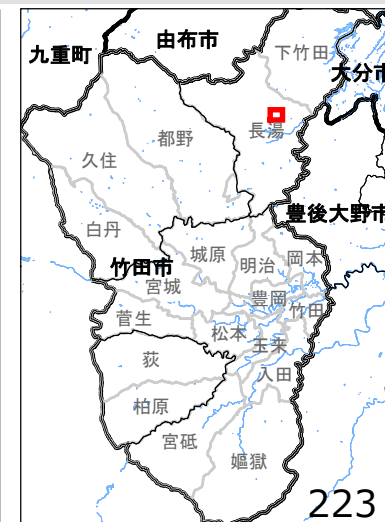 由布市
九重町
下竹田
大分市
長湯
都野
久住
豊後大野市
白丹
城原
明治
岡本
竹田市
宮城
豊岡
竹田
菅生
松本
玉来
荻
入田
柏原
宮砥
嫗獄
223